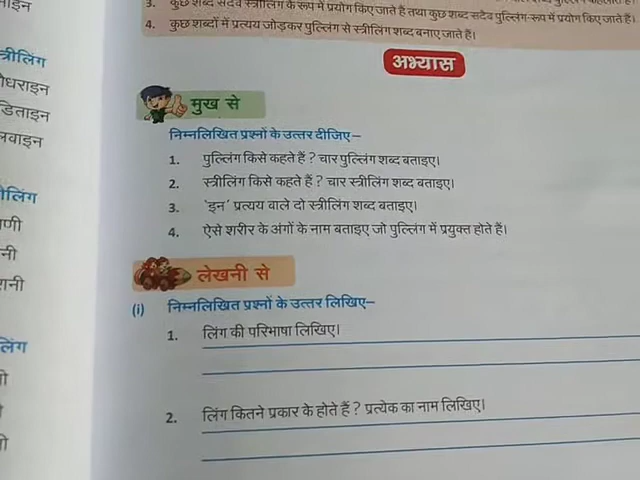 स्त्रीलिंग
डिताइन
3. कुछ शब्द सदैव स्त्रीलिंग के रूप में प्रयोग किए जाते हैं तथा कुछ शब्द सदैव पुल्लिंग-रूप में प्रयोग किए जाते हैं।
4. कुछ शब्दों में प्रत्यय जोड़कर पुल्लिंग से स्त्रीलिंग शब्द बनाए जाते हैं।
अभ्यास
मुख से
निम्नलिखित प्रश्नों के उत्तर दीजिए–
1. पुल्लिंग किसे कहते हैं ? चार पुल्लिंग शब्द बताइए।
2. स्त्रीलिंग किसे कहते हैं ? चार स्त्रीलिंग शब्द बताइए।
3. 'इन' प्रत्यय वाले दो स्त्रीलिंग शब्द बताइए।
4. ऐसे शरीर के अंगों के नाम बताइए जो पुल्लिंग में प्रयुक्त होते हैं।
लेखनी से
(i) निम्नलिखित प्रश्नों के उत्तर लिखिए–
1. लिंग की परिभाषा लिखिए।
2. लिंग कितने प्रकार के होते हैं ? प्रत्येक का नाम लिखिए।